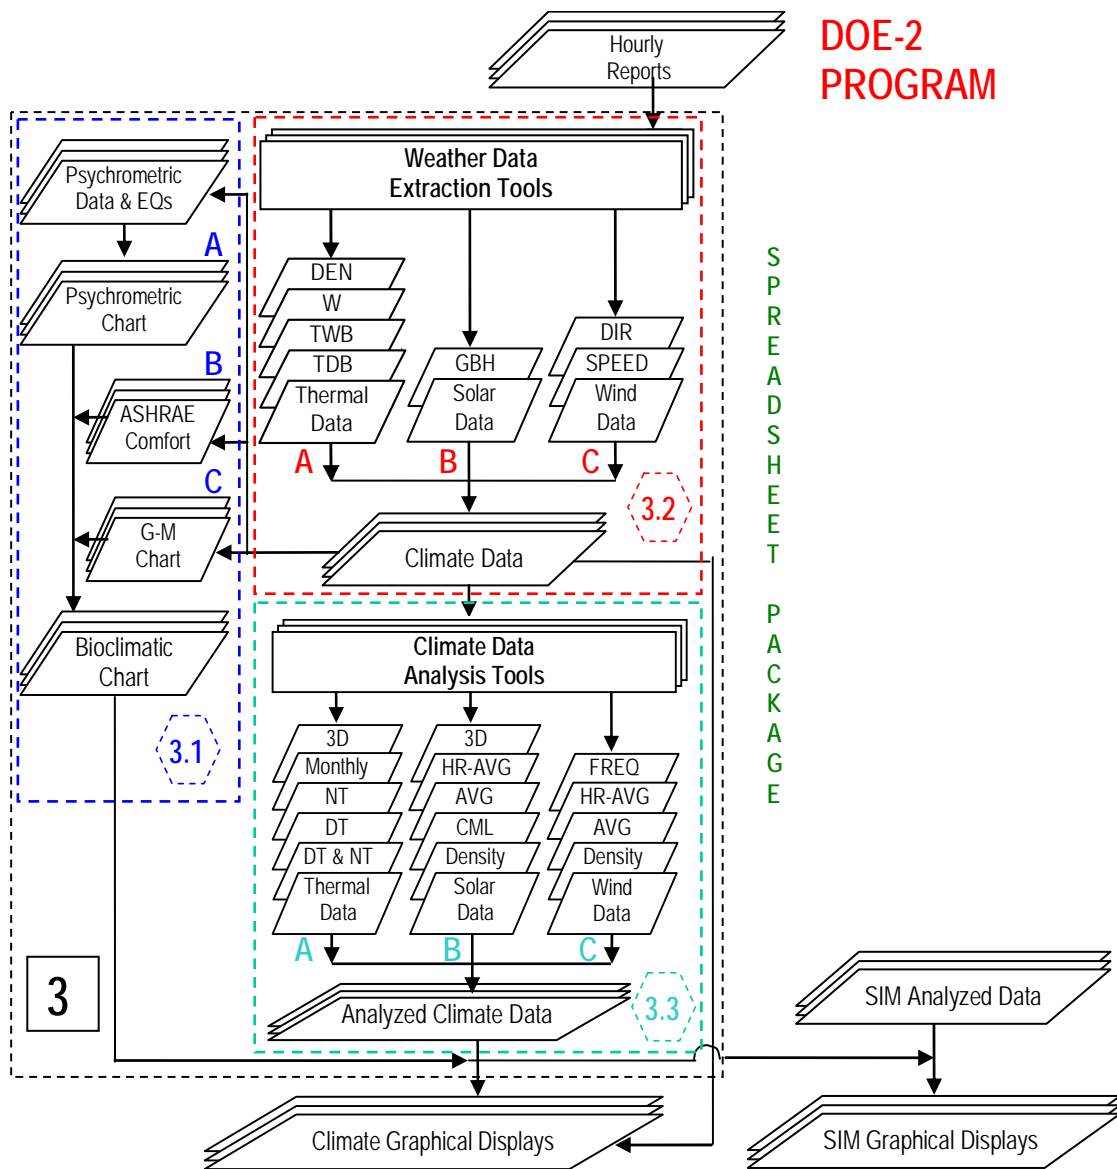 Hourly
Reports
DOE-2
PROGRAM
Weather Data
Extraction Tools
Psychrometric
Data & EQs
A
Psychrometric
Chart
B
ASHRAE
Comfort
C
G-M
Chart
Bioclimatic
Chart
3.1
DEN
W
TWB
TDB
Thermal
Data
A
GBH
Solar
Data
B
DIR
SPEED
Wind
Data
C
3.2
Climate Data
SPREADSHEET PACKAGE
Climate Data
Analysis Tools
3D
Monthly
NT
DT
DT & NT
Thermal
Data
A
3D
HR-AVG
AVG
CML
Density
Solar
Data
B
FREQ
HR-AVG
AVG
Density
Wind
Data
C
3.3
Analyzed Climate Data
3
SIM Analyzed Data
Climate Graphical Displays
SIM Graphical Displays